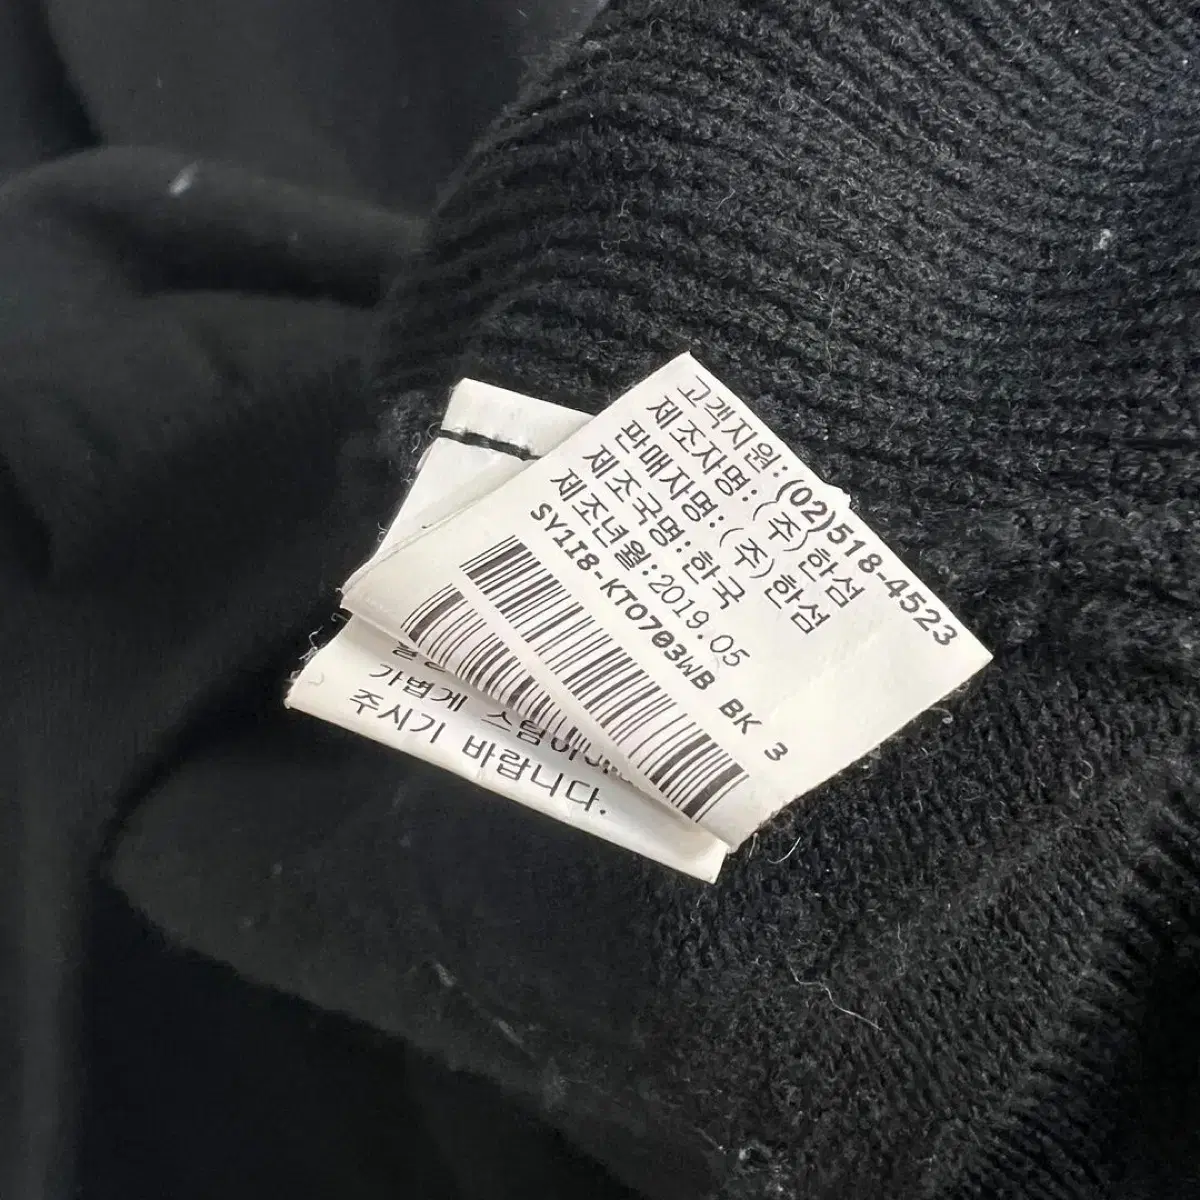 고객지원:(02)518-4523
제조자명:(주)한섬
판매자명:(주)한섬
제조국명:한국
제조년월:2019.05
SY1I8-KTO703WB BK 3
가볍게 스팀
주시기 바랍니다.